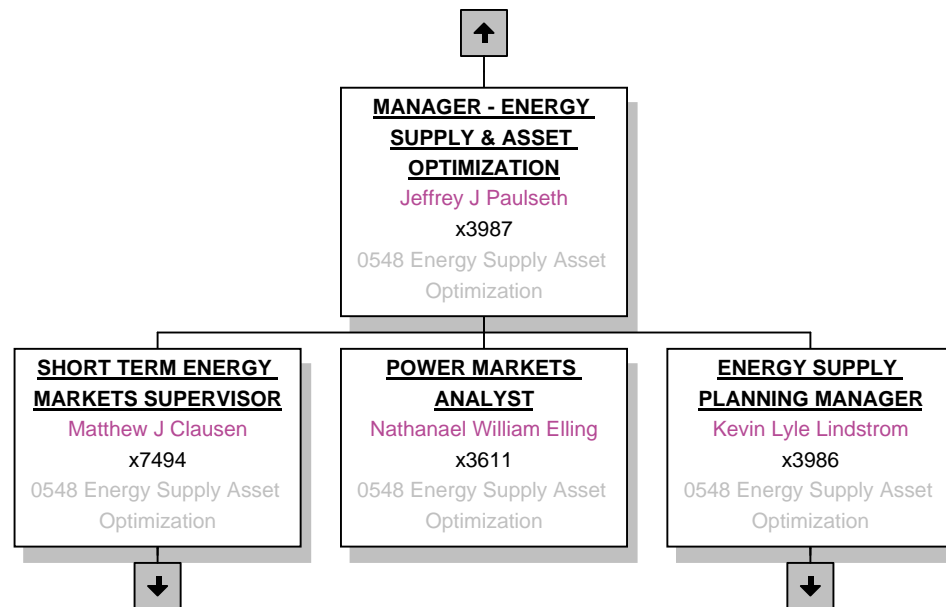 MANAGER - ENERGY
SUPPLY & ASSET
OPTIMIZATION
Jeffrey J Paulseth
x3987
0548 Energy Supply Asset
Optimization
SHORT TERM ENERGY
MARKETS SUPERVISOR
Matthew J Clausen
x7494
0548 Energy Supply Asset
Optimization
POWER MARKETS
ANALYST
Nathanael William Elling
x3611
0548 Energy Supply Asset
Optimization
ENERGY SUPPLY
PLANNING MANAGER
Kevin Lyle Lindstrom
x3986
0548 Energy Supply Asset
Optimization